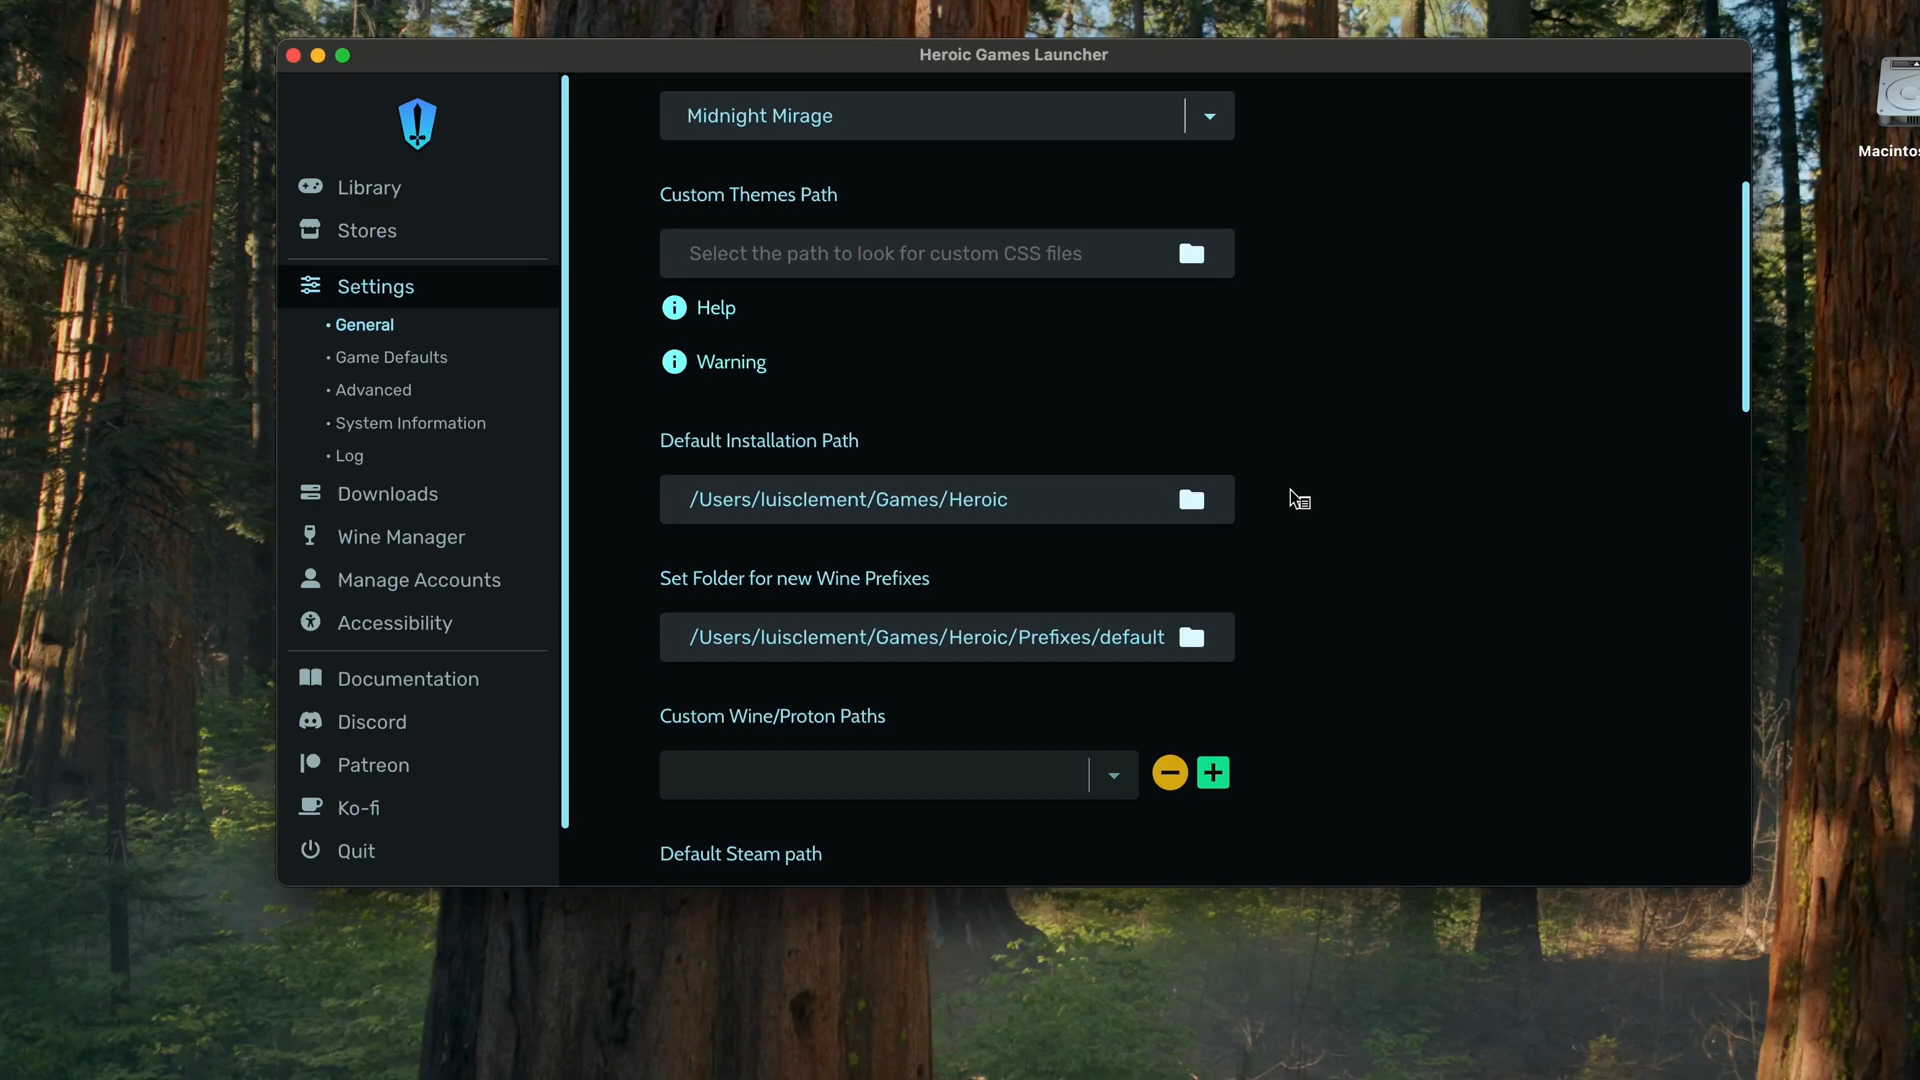 Heroic Games Launcher
Library
Stores
Settings
• General
• Game Defaults
• Advanced
• System Information
• Log
Downloads
Wine Manager
Manage Accounts
Accessibility
Documentation
Discord
Patreon
Ko-fi
Quit
Midnight Mirage
Custom Themes Path
Select the path to look for custom CSS files
Help
Warning
Default Installation Path
/Users/luisclement/Games/Heroic
Set Folder for new Wine Prefixes
/Users/luisclement/Games/Heroic/Prefixes/default
Custom Wine/Proton Paths
Default Steam path
Macintos